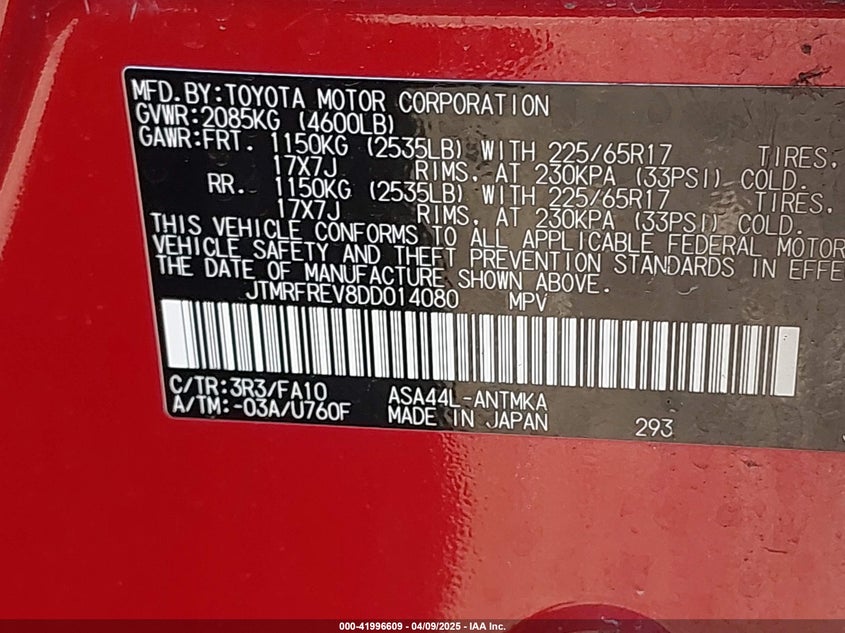 MFD.BY:TOYOTA MOTOR CORPORATION
GVWR:2085KG (4600LB)
GAWR:FRT. 1150KG (2535LB) WITH 225/65R17 TIRES,
17X7J RIMS, AT 230KPA (33PSI) COLD.
RR. 1150KG (2535LB) WITH 225/65R17 TIRES,
17X7J RIMS, AT 230KPA (33PSI) COLD.
THIS VEHICLE CONFORMS TO ALL APPLICABLE FEDERAL MOTOR
VEHICLE SAFETY AND THEFT PREVENTION STANDARDS IN EFFE
THE DATE OF MANUFACTURE SHOWN ABOVE.
JTMRFREV8DD014080 MPV
C/TR:3R3/FA10 ASA44L-ANTMKA
A/TM:-03A/U760F MADE IN JAPAN 293
000-41996609 / 04/09/2025 - IAA Inc.